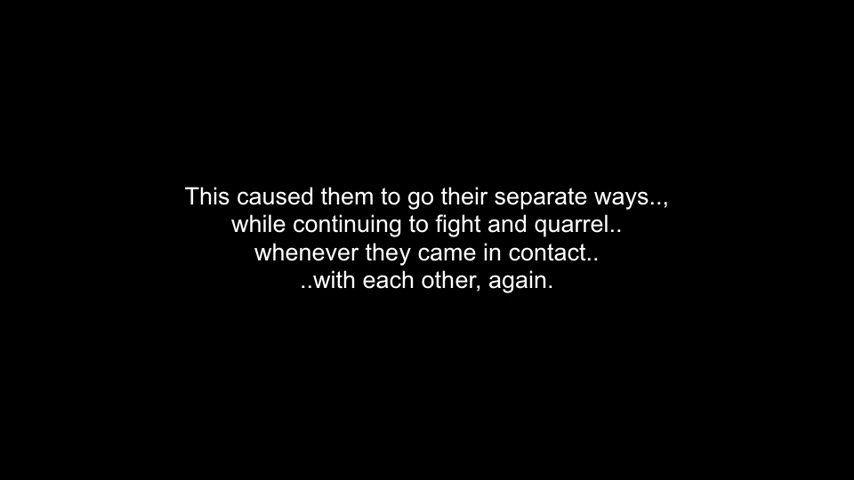 This caused them to go their separate ways..,
while continuing to fight and quarrel..
whenever they came in contact..
..with each other, again.